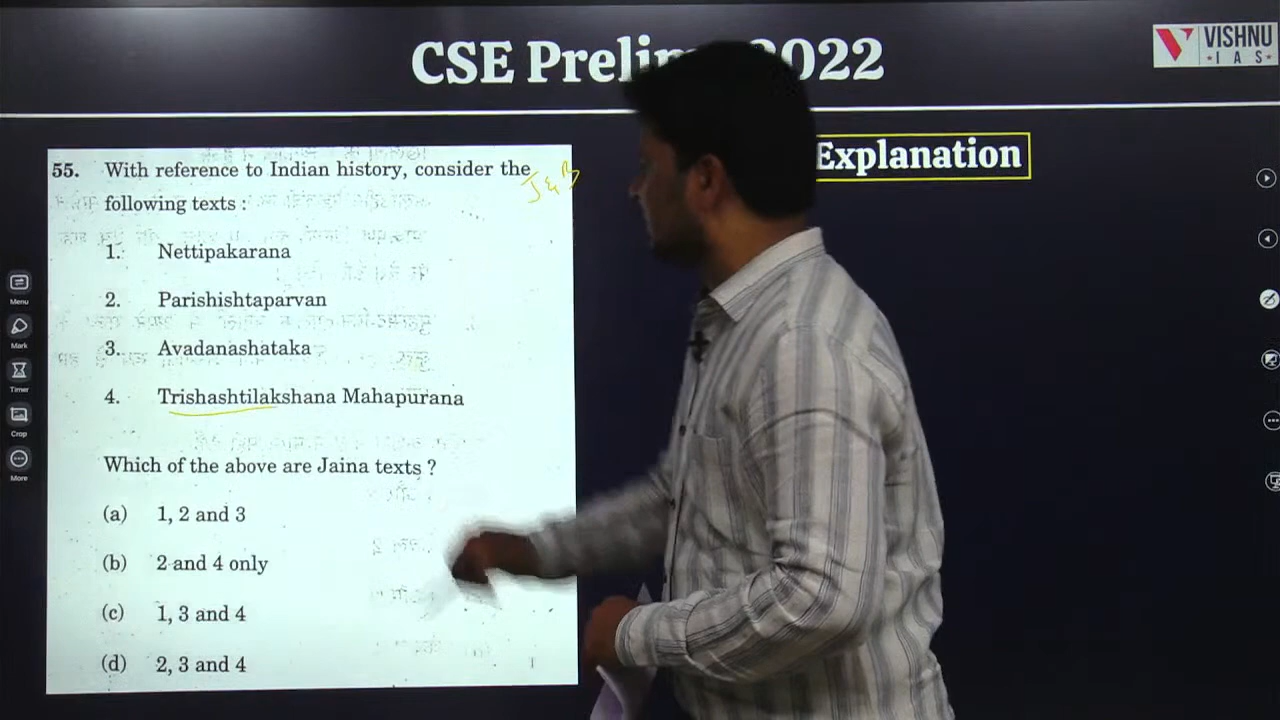 CSE Prelim 2022
VISHNU
IAS
Explanation
55. With reference to Indian history, consider the
following texts :
J & B
1. Nettipakarana
2. Parishishtaparvan
3. Avadanashataka
4. Trishashtilakshana Mahapurana
Which of the above are Jaina texts ?
(a) 1, 2 and 3
(b) 2 and 4 only
(c) 1, 3 and 4
(d) 2, 3 and 4
Menu
Mark
Timer
Crop
More